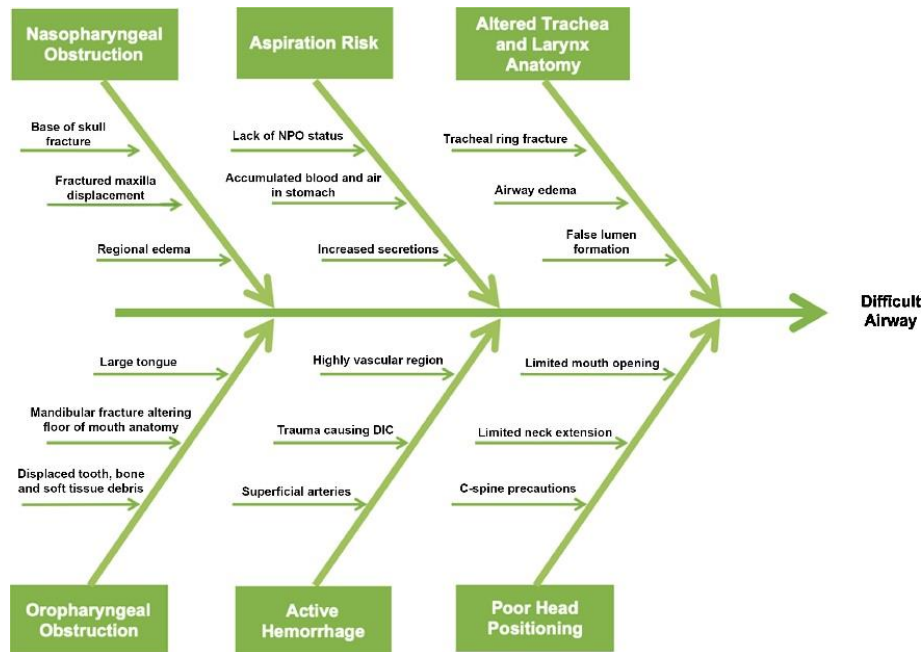 Nasopharyngeal
Obstruction
Aspiration Risk
Altered Trachea
and Larynx
Anatomy
Base of skull
fracture
Fractured maxilla
displacement
Regional edema
Lack of NPO status
Accumulated blood and air
in stomach
Increased secretions
Tracheal ring fracture
Airway edema
False lumen
formation
Difficult
Airway
Large tongue
Mandibular fracture altering
floor of mouth anatomy
Displaced tooth, bone
and soft tissue debris
Highly vascular region
Trauma causing DIC
Superficial arteries
Limited mouth opening
Limited neck extension
C-spine precautions
Oropharyngeal
Obstruction
Active
Hemorrhage
Poor Head
Positioning